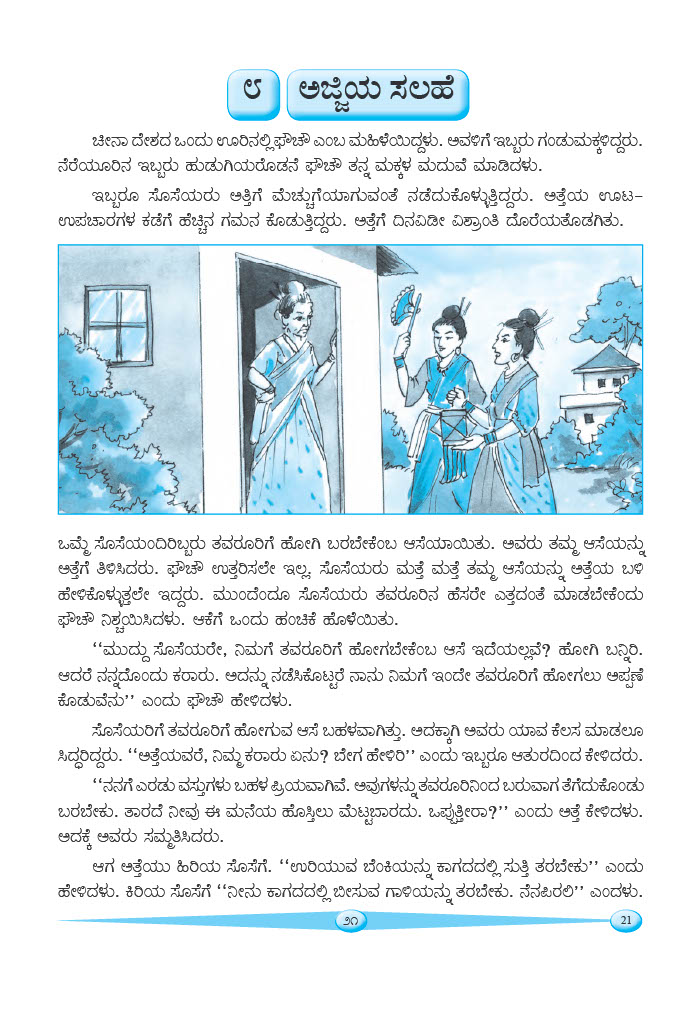 ೮ ಅಜ್ಜಿಯ ಸಲಹೆ
ಚೀನಾ ದೇಶದ ಒಂದು ಊರಿನಲ್ಲಿ ಫೌಚೌ ಎಂಬ ಮಹಿಳೆಯಿದ್ದಳು. ಅವಳಿಗೆ ಇಬ್ಬರು ಗಂಡುಮಕ್ಕಳಿದ್ದರು.
ನೆರೆಯೂರಿನ ಇಬ್ಬರು ಹುಡುಗಿಯರೊಡನೆ ಫೌಚೌ ತನ್ನ ಮಕ್ಕಳ ಮದುವೆ ಮಾಡಿದಳು.
ಇಬ್ಬರೂ ಸೊಸೆಯರು ಅತ್ತಿಗೆ ಮೆಚ್ಚುಗೆಯಾಗುವಂತೆ ನಡೆದುಕೊಳ್ಳುತ್ತಿದ್ದರು. ಅತ್ತೆಯ ಊಟ-
ಉಪಚಾರಗಳ ಕಡೆಗೆ ಹೆಚ್ಚಿನ ಗಮನ ಕೊಡುತ್ತಿದ್ದರು. ಅತ್ತೆಗೆ ದಿನವಿಡೀ ವಿಶ್ರಾಂತಿ ದೊರೆಯತೊಡಗಿತು.
ಒಮ್ಮೆ ಸೊಸೆಯಂದಿರಿಬ್ಬರು ತವರೂರಿಗೆ ಹೋಗಿ ಬರಬೇಕೆಂಬ ಆಸೆಯಾಯಿತು. ಅವರು ತಮ್ಮ ಆಸೆಯನ್ನು
ಅತ್ತೆಗೆ ತಿಳಿಸಿದರು. ಫೌಚೌ ಉತ್ತರಿಸಲೇ ಇಲ್ಲ. ಸೊಸೆಯರು ಮತ್ತೆ ಮತ್ತೆ ತಮ್ಮ ಆಸೆಯನ್ನು ಅತ್ತೆಯ ಬಳಿ
ಹೇಳಿಕೊಳ್ಳುತ್ತಲೇ ಇದ್ದರು. ಮುಂದೆಂದೂ ಸೊಸೆಯರು ತವರೂರಿನ ಹೆಸರೇ ಎತ್ತದಂತೆ ಮಾಡಬೇಕೆಂದು
ಫೌಚೌ ನಿಶ್ಚಯಿಸಿದಳು. ಆಕೆಗೆ ಒಂದು ಹಂಚಿಕೆ ಹೊಳೆಯಿತು.
“ಮುದ್ದು ಸೊಸೆಯರೇ, ನಿಮಗೆ ತವರೂರಿಗೆ ಹೋಗಬೇಕೆಂಬ ಆಸೆ ಇದೆಯಲ್ಲವೆ? ಹೋಗಿ ಬನ್ನಿರಿ.
ಆದರೆ ನನ್ನದೊಂದು ಕರಾರು. ಅದನ್ನು ನಡೆಸಿಕೊಟ್ಟರೆ ನಾನು ನಿಮಗೆ ಇಂದೇ ತವರೂರಿಗೆ ಹೋಗಲು ಅಪ್ಪಣೆ
ಕೊಡುವೆನು” ಎಂದು ಫೌಚೌ ಹೇಳಿದಳು.
ಸೊಸೆಯರಿಗೆ ತವರೂರಿಗೆ ಹೋಗುವ ಆಸೆ ಬಹಳವಾಗಿತ್ತು. ಅದಕ್ಕಾಗಿ ಅವರು ಯಾವ ಕೆಲಸ ಮಾಡಲೂ
ಸಿದ್ಧರಿದ್ದರು. “ಅತ್ತೆಯವರೆ, ನಿಮ್ಮ ಕರಾರು ಏನು? ಬೇಗ ಹೇಳಿರಿ” ಎಂದು ಇಬ್ಬರೂ ಆತುರದಿಂದ ಕೇಳಿದರು.
“ನನಗೆ ಎರಡು ವಸ್ತುಗಳು ಬಹಳ ಪ್ರಿಯವಾಗಿವೆ. ಅವುಗಳನ್ನು ತವರೂರಿನಿಂದ ಬರುವಾಗ ತೆಗೆದುಕೊಂಡು
ಬರಬೇಕು. ತಾರದೆ ನೀವು ಈ ಮನೆಯ ಹೊಸ್ತಿಲು ಮೆಟ್ಟಬಾರದು. ಒಪ್ಪುತ್ತೀರಾ?” ಎಂದು ಅತ್ತೆ ಕೇಳಿದಳು.
ಅದಕ್ಕೆ ಅವರು ಸಮ್ಮತಿಸಿದರು.
ಆಗ ಅತ್ತೆಯು ಹಿರಿಯ ಸೊಸೆಗೆ. “ಉರಿಯುವ ಬೆಂಕಿಯನ್ನು ಕಾಗದದಲ್ಲಿ ಸುತ್ತಿ ತರಬೇಕು” ಎಂದು
ಹೇಳಿದಳು. ಕಿರಿಯ ಸೊಸೆಗೆ “ನೀನು ಕಾಗದದಲ್ಲಿ ಬೀಸುವ ಗಾಳಿಯನ್ನು ತರಬೇಕು. ನೆನಪಿರಲಿ” ಎಂದಳು.
೨೧ 21